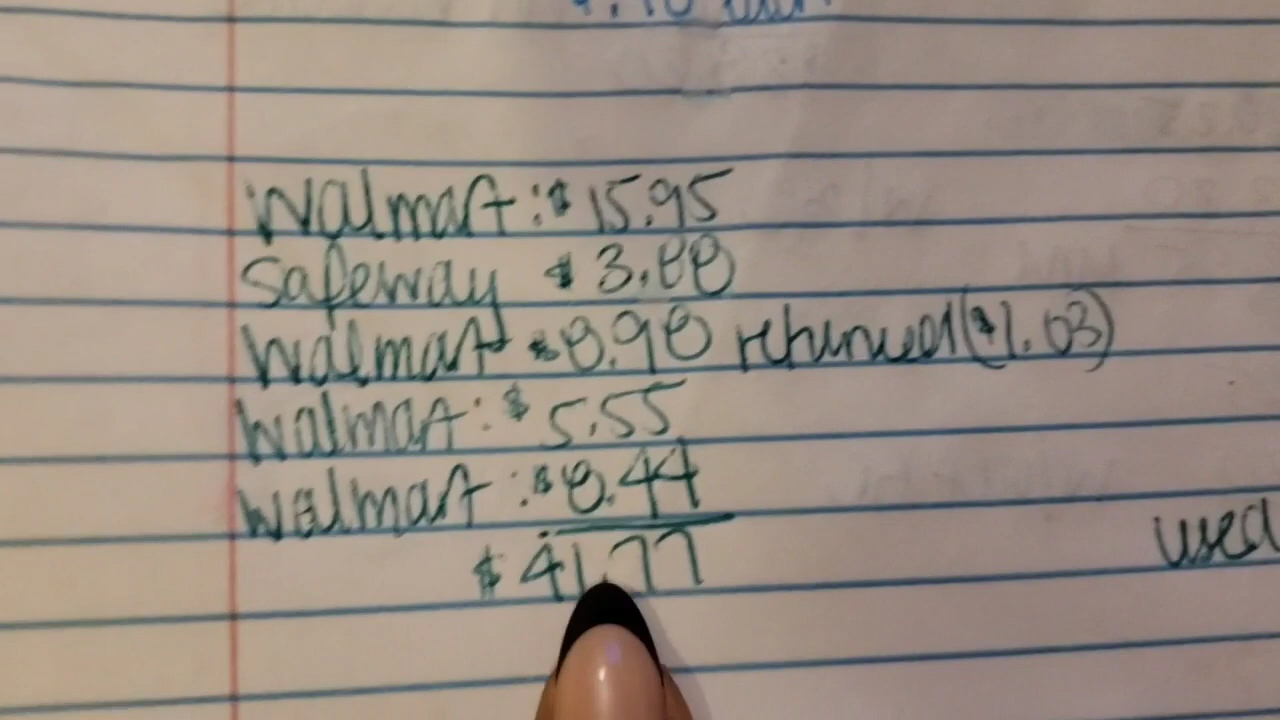 Walmart: $15.95
Safeway $3.88
Walmart $8.98 returned ($1.03)
Walmart: $5.55
Walmart: $8.44
$41.77
used